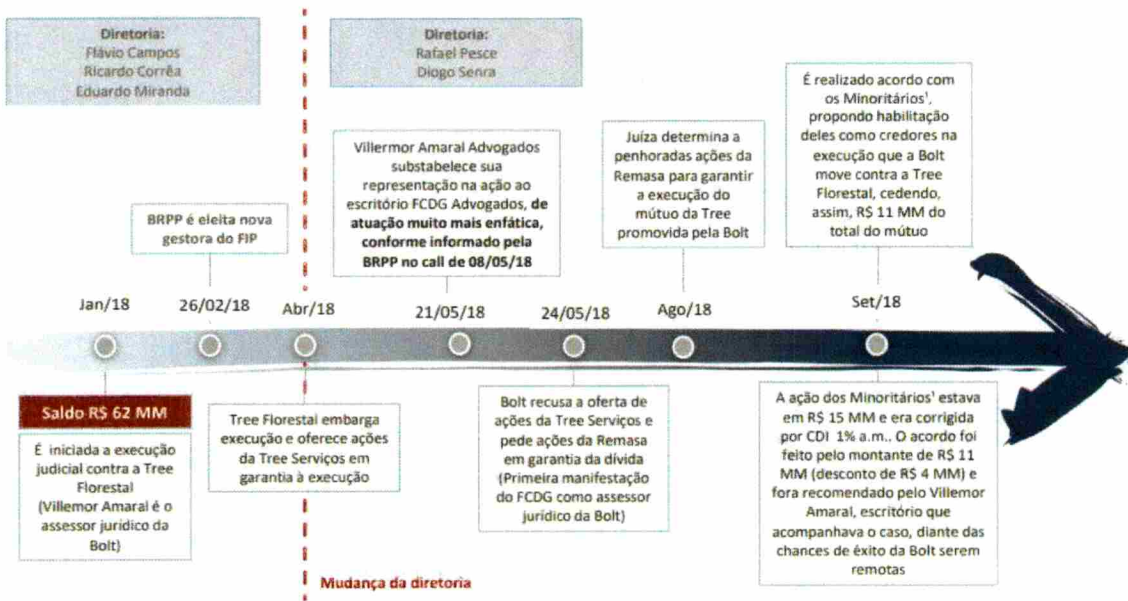 Diretoria:
Flávio Campos
Ricardo Corrêa
Eduardo Miranda
Diretoria:
Rafael Pesce
Diogo Senra
BRPP é eleita nova
gestora do FIP
Villermor Amaral Advogados
substabelece sua
representação na ação ao
escritório FCDG Advogados, de
atuação muito mais enfática,
conforme informado pela
BRPP no call de 08/05/18
Juíza determina a
penhoradas ações da
Remasa para garantir
a execução do
mútuo da Tree
promovida pela Bolt
É realizado acordo com
os Minoritários¹,
propondo habilitação
deles como credores na
execução que a Bolt
move contra a Tree
Florestal, cedendo,
assim, R$ 11 MM do
total do mútuo
Jan/18
26/02/18
Abr/18
21/05/18
24/05/18
Ago/18
Set/18
Saldo R$ 62 MM
É iniciada a execução
judicial contra a Tree
Florestal
(Villemor Amaral é o
assessor jurídico da
Bolt)
Tree Florestal embarga
execução e oferece ações
da Tree Serviços em
garantia à execução
Bolt recusa a oferta de
ações da Tree Serviços e
pede ações da Remasa
em garantia da dívida
(Primeira manifestação
do FCDG como assessor
jurídico da Bolt)
A ação dos Minoritários¹ estava
em R$ 15 MM e era corrigida
por CDI 1% a.m.. O acordo foi
feito pelo montante de R$ 11
MM (desconto de R$ 4 MM) e
fora recomendado pelo Villemor
Amaral, escritório que
acompanhava o caso, diante das
chances de êxito da Bolt serem
remotas
Mudança da diretoria